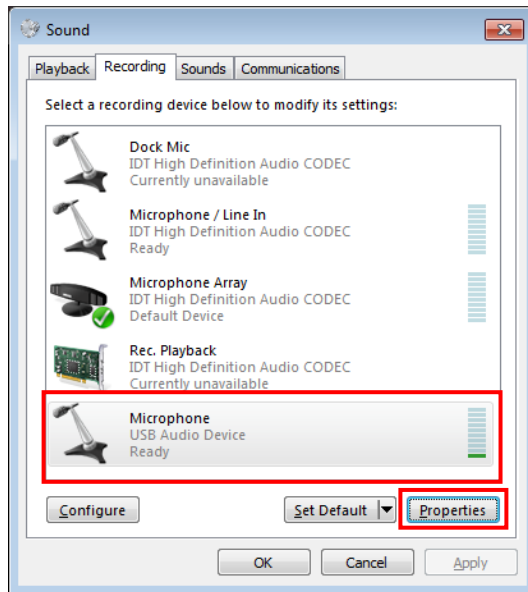 Sound
Playback Recording Sounds Communications
Select a recording device below to modify its settings:
Dock Mic
IDT High Definition Audio CODEC
Currently unavailable
Microphone / Line In
IDT High Definition Audio CODEC
Ready
Microphone Array
IDT High Definition Audio CODEC
Default Device
Rec. Playback
IDT High Definition Audio CODEC
Currently unavailable
Microphone
USB Audio Device
Ready
Configure Set Default Properties
OK Cancel Apply